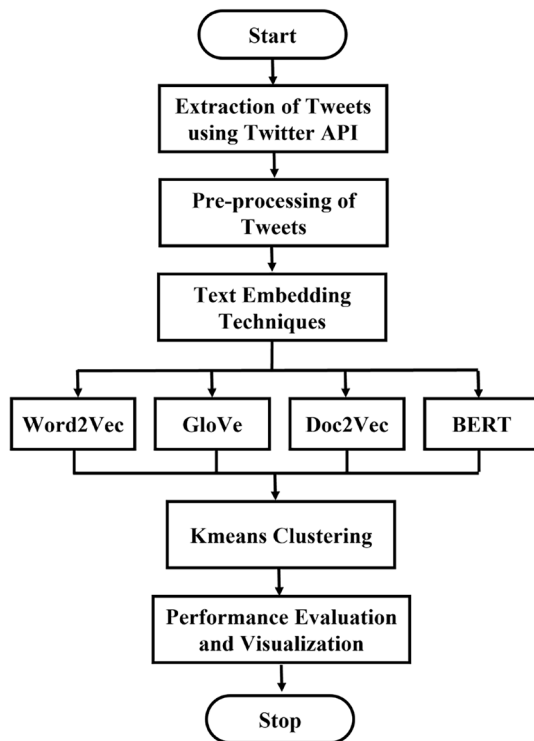 Start
Extraction of Tweets
using Twitter API
Pre-processing of
Tweets
Text Embedding
Techniques
Word2Vec
GloVe
Doc2Vec
BERT
Kmeans Clustering
Performance Evaluation
and Visualization
Stop